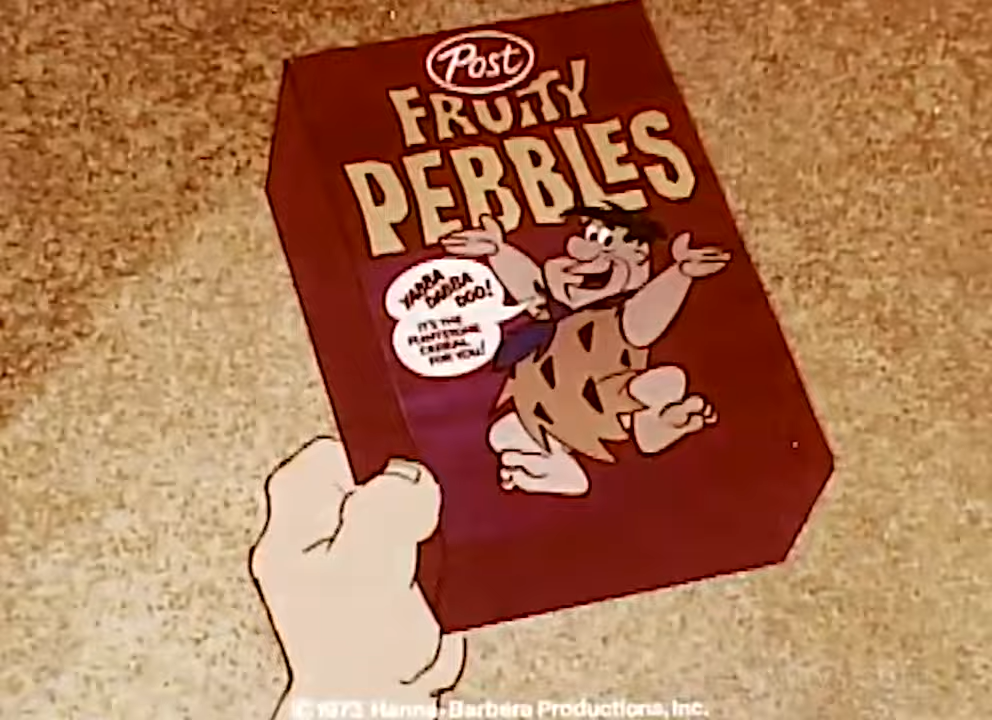 Post
FRUITY
PEBBLES
YABBA
DABBA
DOO!
IT'S THE
FLINTSTONE
CEREAL
FOR YOU!
©1973 Hanna-Barbera Productions, Inc.